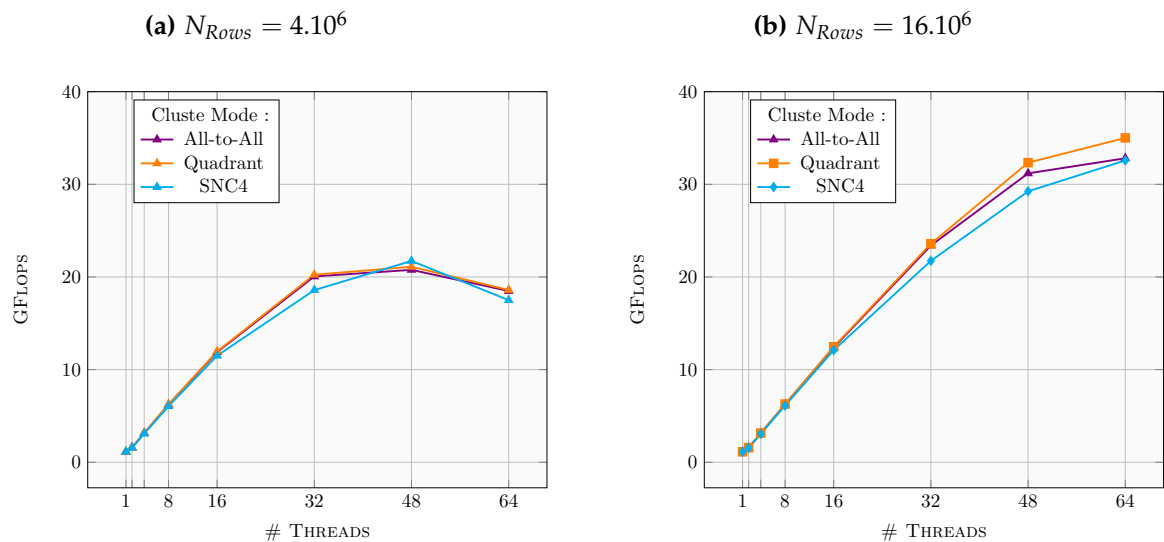 (a) N_Rows = 4.10^6
40
30
20
10
0
GFLOPS
Cluste Mode :
All-to-All
Quadrant
SNC4
1 8 16 32 48 64
# THREADS
(b) N_Rows = 16.10^6
40
30
20
10
0
GFLOPS
Cluste Mode :
All-to-All
Quadrant
SNC4
1 8 16 32 48 64
# THREADS